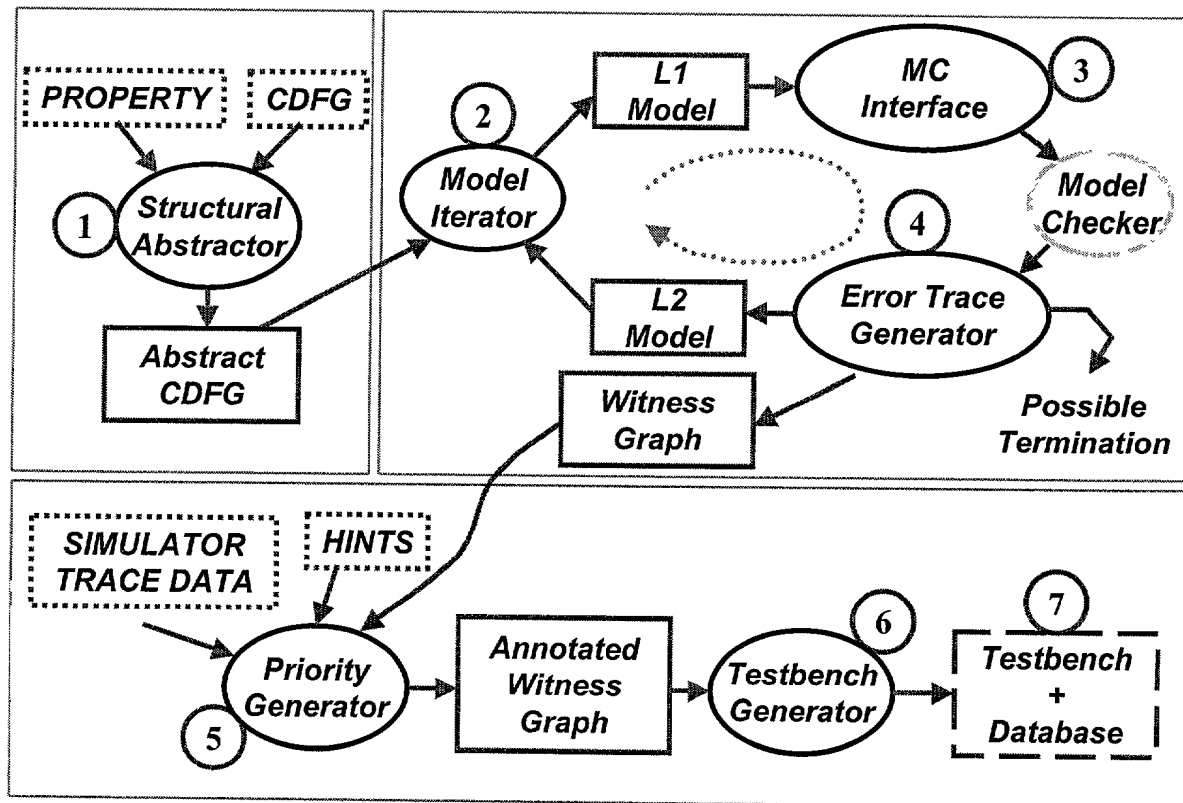 PROPERTY
CDFG
1
Structural
Abstractor
Abstract
CDFG
2
Model
Iterator
L1
Model
MC
Interface
3
Model
Checker
4
Error Trace
Generator
L2
Model
Witness
Graph
Possible
Termination
SIMULATOR
TRACE DATA
HINTS
Priority
Generator
5
Annotated
Witness
Graph
6
Testbench
Generator
7
Testbench
+
Database